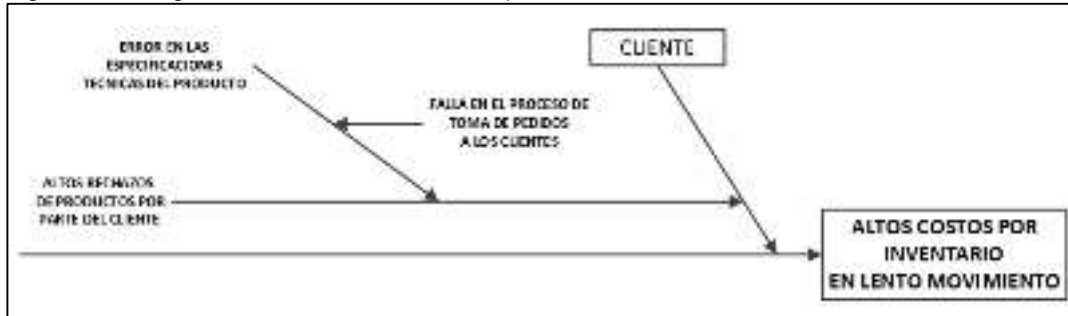 ERROR EN LAS
ESPECIFICACIONES
TECNICAS DEL PRODUCTO
CLIENTE
FALLA EN EL PROCESO DE
TOMA DE PEDIDOS
A LOS CLIENTES
ALTOS RECHAZOS
DE PRODUCTOS POR
PARTE DEL CLIENTE
ALTOS COSTOS POR
INVENTARIO
EN LENTO MOVIMIENTO